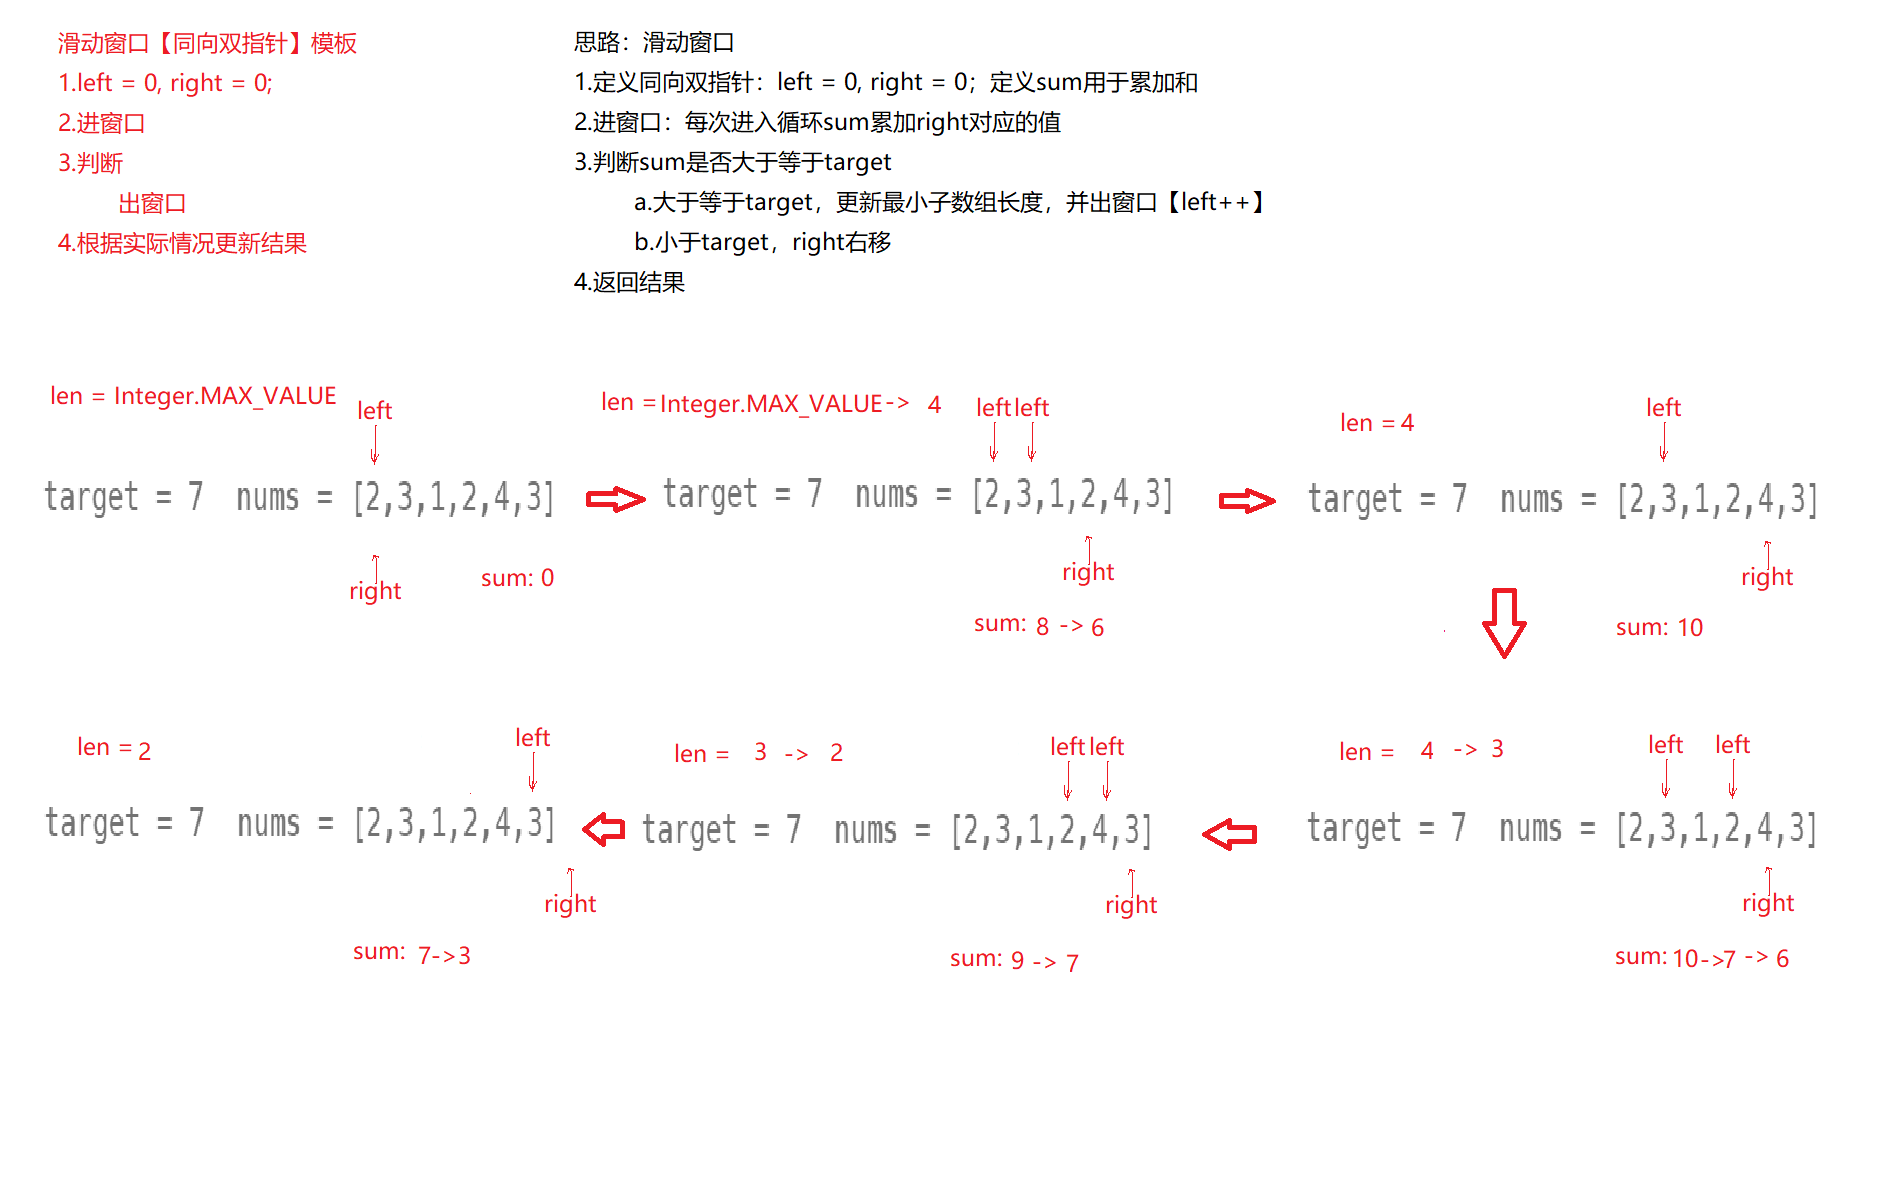 滑动窗口【同向双指针】模板
1.left = 0, right = 0;
2.进窗口
3.判断
出窗口
4.根据实际情况更新结果
思路：滑动窗口
1.定义同向双指针：left = 0, right = 0；定义sum用于累加和
2.进窗口：每次进入循环sum累加right对应的值
3.判断sum是否大于等于target
a.大于等于target，更新最小子数组长度，并出窗口【left++】
b.小于target，right右移
4.返回结果
len = Integer.MAX_VALUE
left
target = 7 nums = [2,3,1,2,4,3]
right
sum: 0
len = Integer.MAX_VALUE -> 4
left left
target = 7 nums = [2,3,1,2,4,3]
right
sum: 8 -> 6
len = 4
left
target = 7 nums = [2,3,1,2,4,3]
right
sum: 10
len = 4 -> 3
left left
target = 7 nums = [2,3,1,2,4,3]
right
sum: 10->7 -> 6
len = 3 -> 2
left left
target = 7 nums = [2,3,1,2,4,3]
right
sum: 9 -> 7
len = 2
left
target = 7 nums = [2,3,1,2,4,3]
right
sum: 7->3